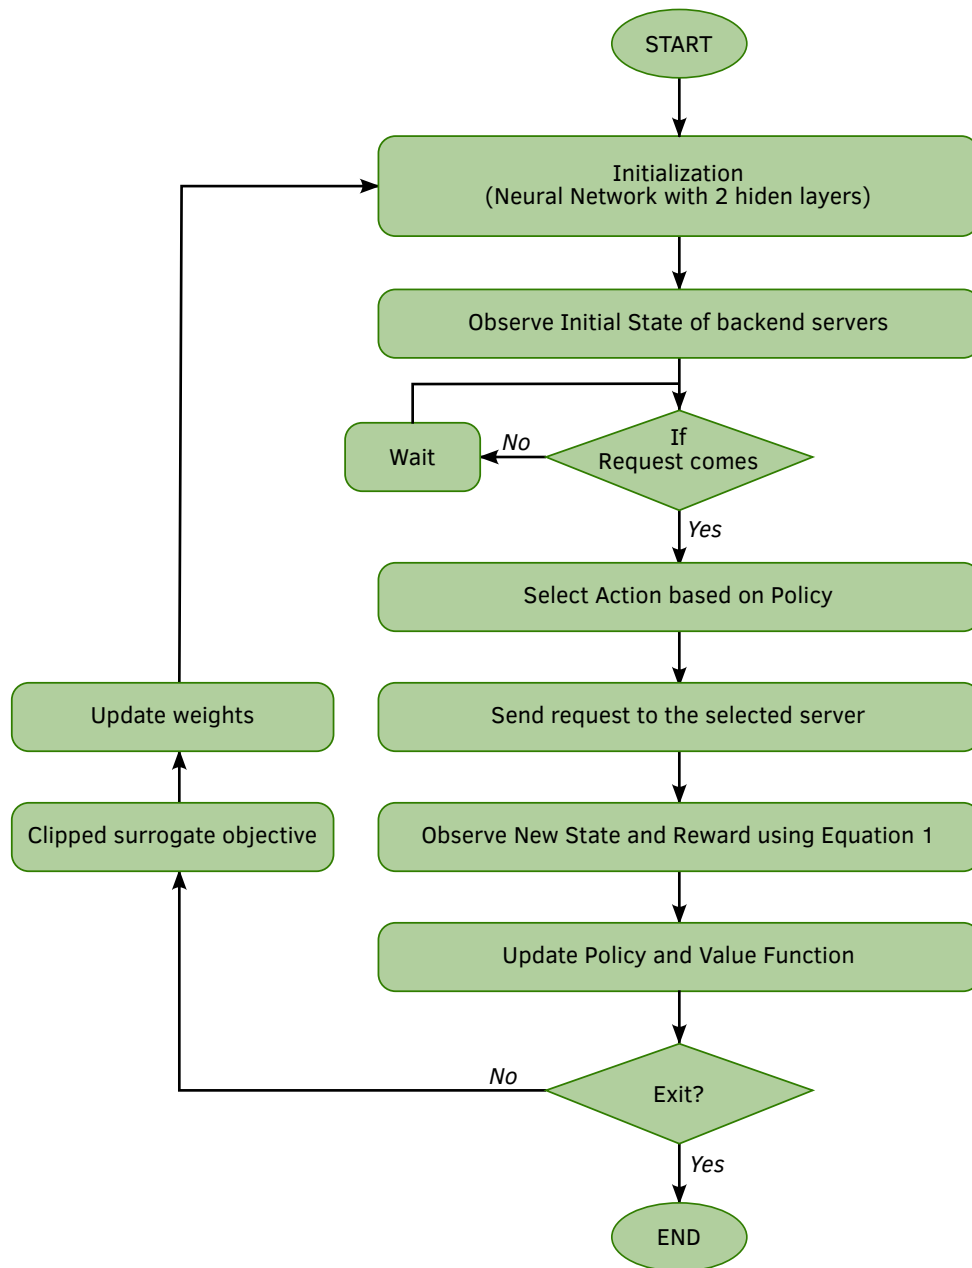 START
Initialization
(Neural Network with 2 hiden layers)
Observe Initial State of backend servers
If
Request comes
No
Wait
Yes
Select Action based on Policy
Send request to the selected server
Update weights
Observe New State and Reward using Equation 1
Clipped surrogate objective
Update Policy and Value Function
Exit?
No
Yes
END